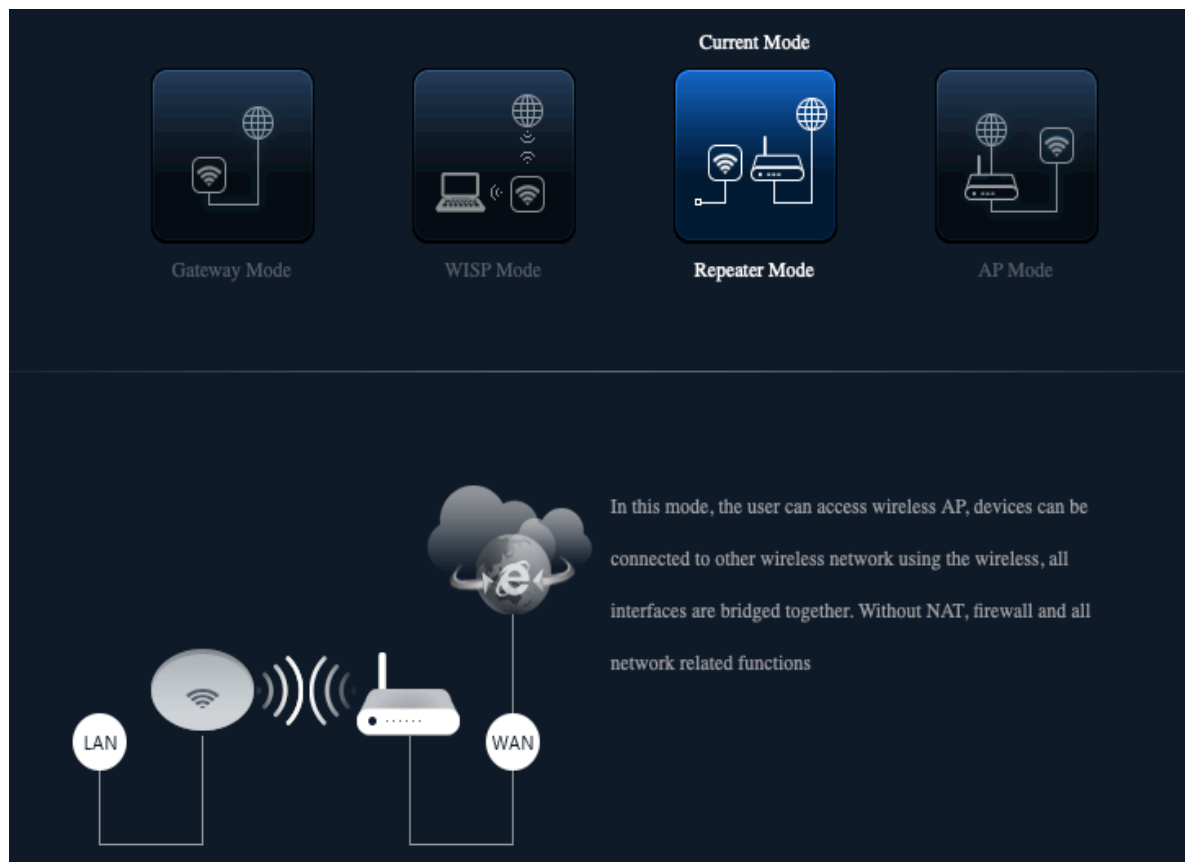 Current Mode
Gateway Mode
WISP Mode
Repeater Mode
AP Mode
In this mode, the user can access wireless AP, devices can be
connected to other wireless network using the wireless, all
interfaces are bridged together. Without NAT, firewall and all
network related functions
LAN
WAN